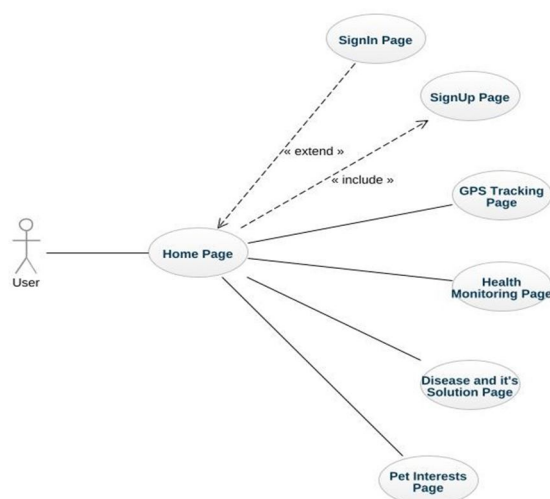 SignIn Page
SignUp Page
« extend »
« include »
GPS Tracking
Page
Home Page
User
Health
Monitoring Page
Disease and it's
Solution Page
Pet Interests
Page